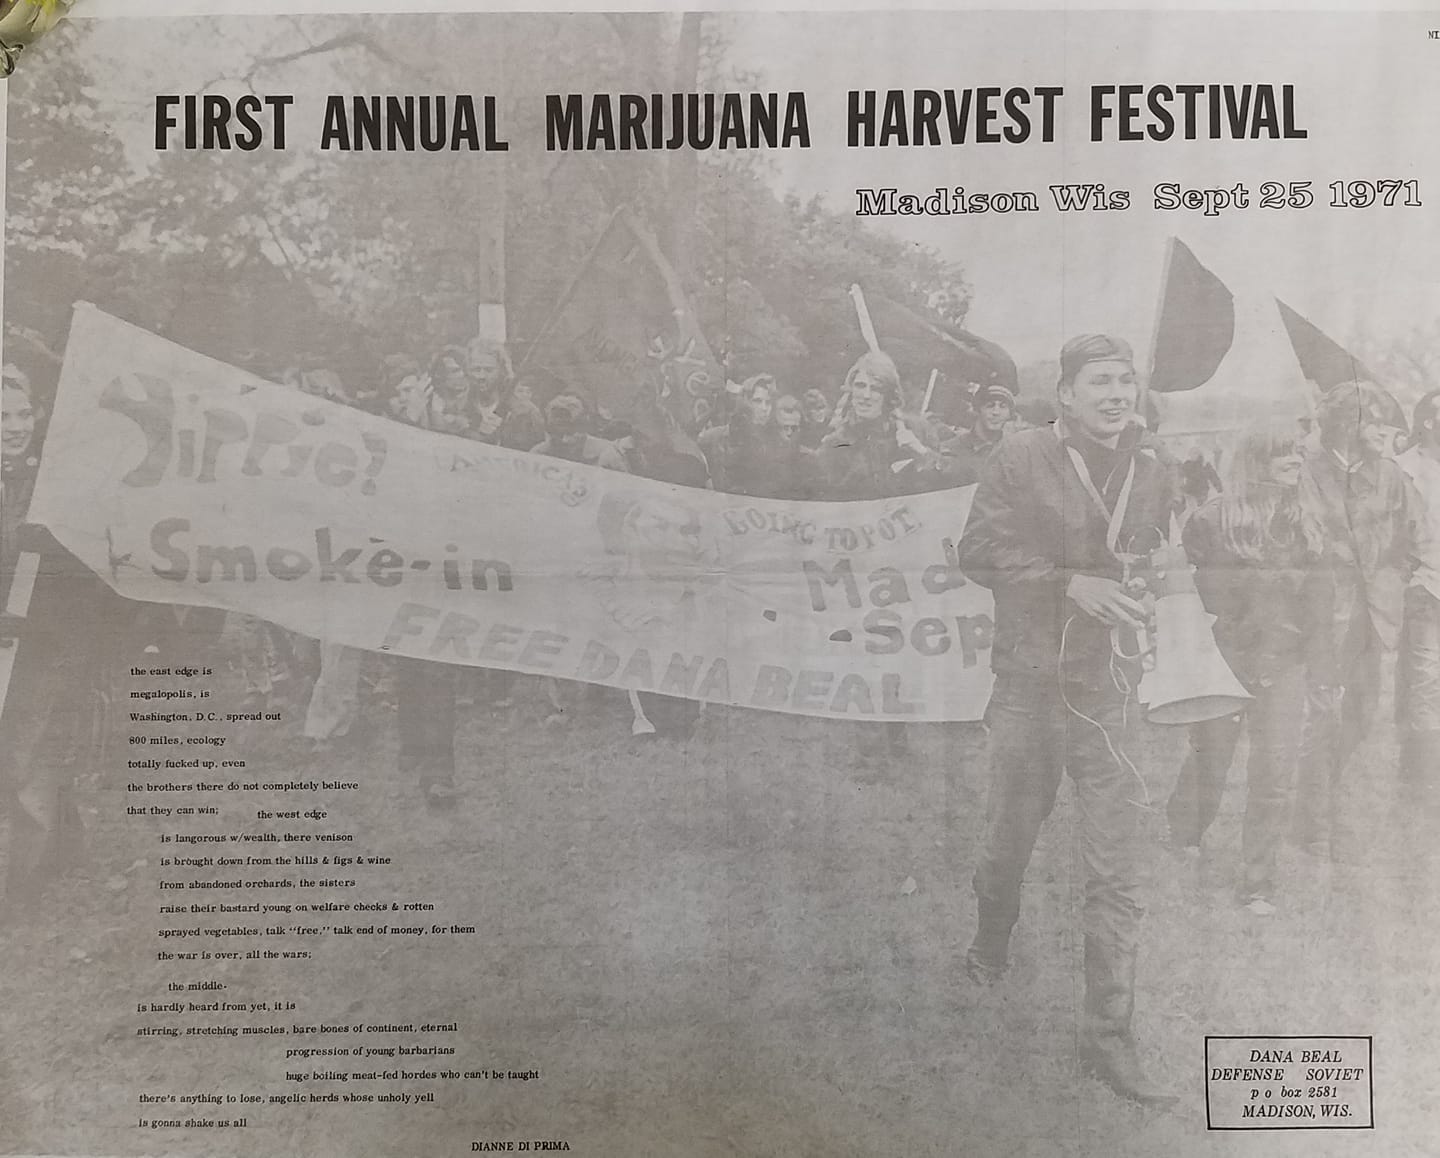 NI
FIRST ANNUAL MARIJUANA HARVEST FESTIVAL
Madison Wis Sept 25 1971
Yippie!
AMERICAS
GOING TO POT
Smoke-in
Mad
-Sep
FREE DANA BEAL
the east edge is
megalopolis, is
Washington, D.C., spread out
800 miles, ecology
totally fucked up, even
the brothers there do not completely believe
that they can win; the west edge
is langorous w/wealth, there venison
is brought down from the hills & figs & wine
from abandoned orchards, the sisters
raise their bastard young on welfare checks & rotten
sprayed vegetables, talk "free," talk end of money, for them
the war is over, all the wars;
the middle-
is hardly heard from yet, it is
stirring, stretching muscles, bare bones of continent, eternal
progression of young barbarians
huge boiling meat-fed hordes who can't be taught
there's anything to lose, angelic herds whose unholy yell
is gonna shake us all
DIANNE DI PRIMA
DANA BEAL
DEFENSE SOVIET
p o box 2581
MADISON, WIS.